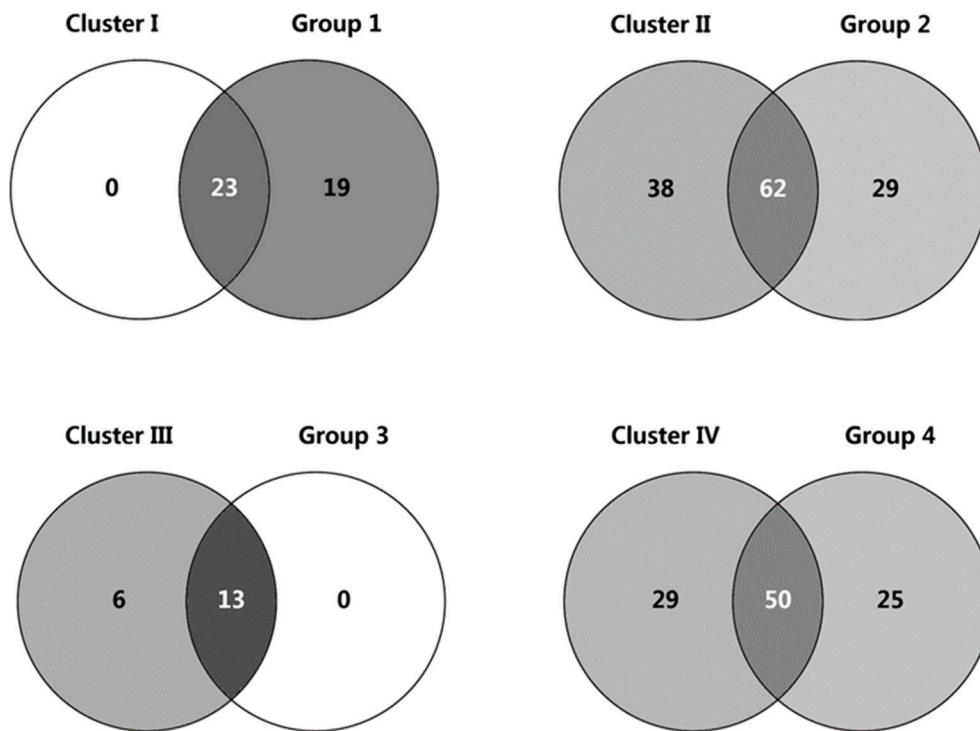 Cluster I Group 1
0 23 19
Cluster II Group 2
38 62 29
Cluster III Group 3
6 13 0
Cluster IV Group 4
29 50 25